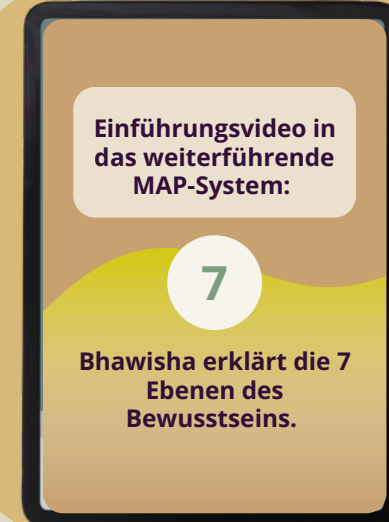 Einführungsvideo in
das weiterführende
MAP-System:
7
Bhawisha erklärt die 7
Ebenen des
Bewusstseins.